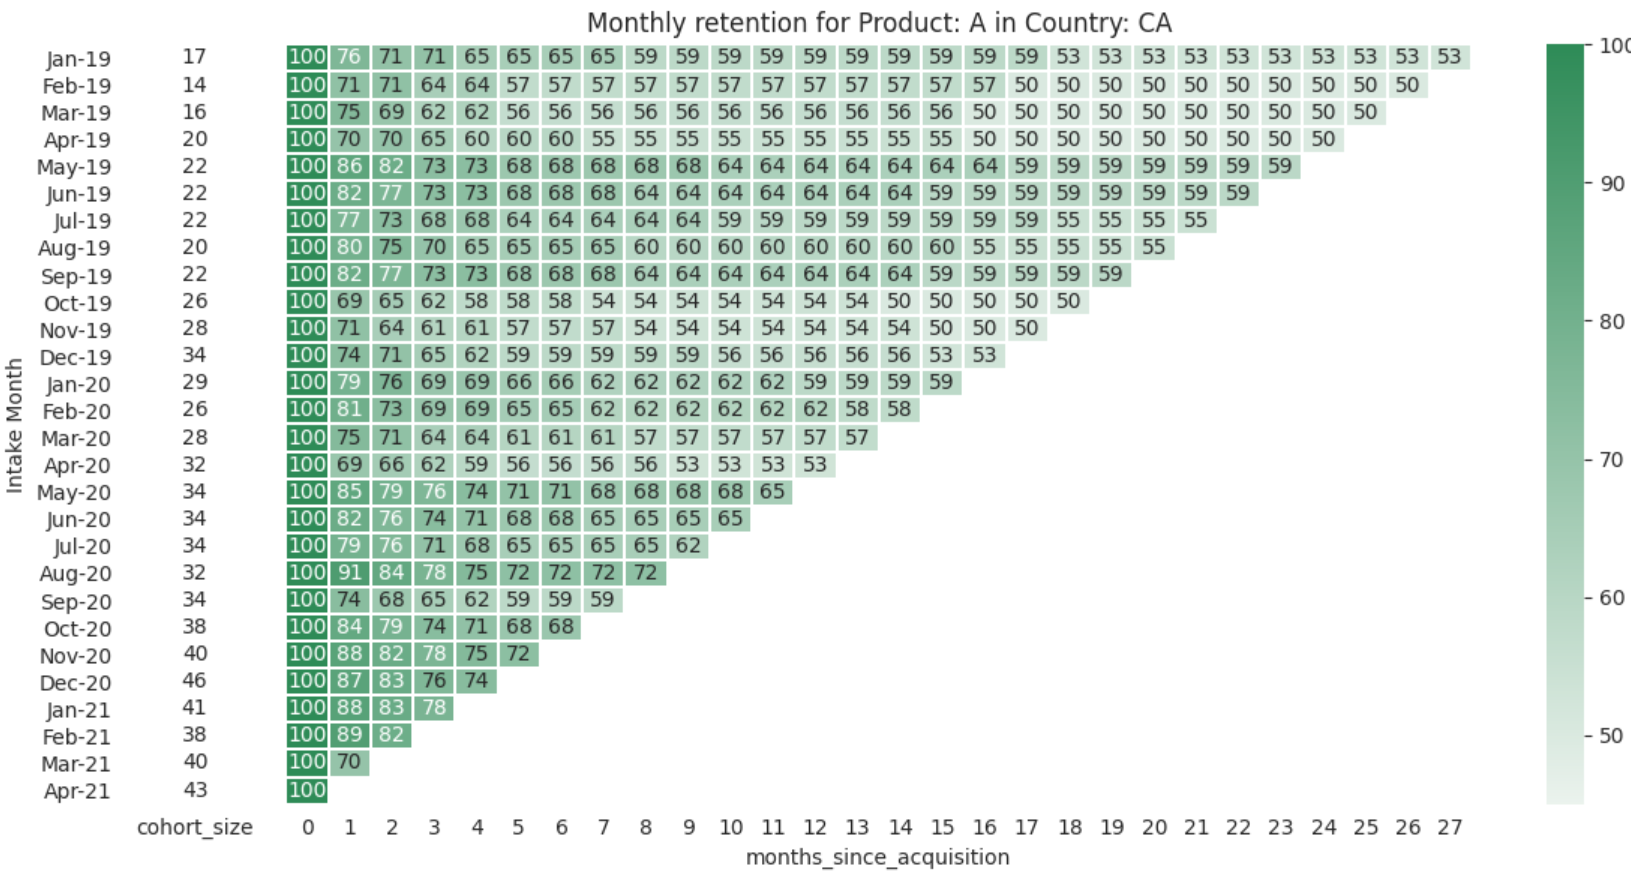 Monthly retention for Product: A in Country: CA
Jan-19 17 100 76 71 71 65 65 65 65 59 59 59 59 59 59 59 59 59 59 53 53 53 53 53 53 53 53 53 53
Feb-19 14 100 71 71 64 64 57 57 57 57 57 57 57 57 57 57 57 57 50 50 50 50 50 50 50 50 50 50
Mar-19 16 100 75 69 62 62 56 56 56 56 56 56 56 56 56 56 56 50 50 50 50 50 50 50 50 50 50
Apr-19 20 100 70 70 65 60 60 60 55 55 55 55 55 55 55 55 55 50 50 50 50 50 50 50 50 50
May-19 22 100 86 82 73 73 68 68 68 68 68 64 64 64 64 64 64 64 59 59 59 59 59 59 59
Jun-19 22 100 82 77 73 73 68 68 68 64 64 64 64 64 64 64 59 59 59 59 59 59 59 59
Jul-19 22 100 77 73 68 68 64 64 64 64 64 59 59 59 59 59 59 59 59 55 55 55 55
Aug-19 20 100 80 75 70 65 65 65 65 60 60 60 60 60 60 60 60 55 55 55 55 55
Sep-19 22 100 82 77 73 73 68 68 68 64 64 64 64 64 64 64 59 59 59 59 59
Oct-19 26 100 69 65 62 58 58 58 54 54 54 54 54 54 54 50 50 50 50 50
Nov-19 28 100 71 64 61 61 57 57 57 54 54 54 54 54 54 54 50 50 50
Dec-19 34 100 74 71 65 62 59 59 59 59 59 56 56 56 56 56 53 53
Jan-20 29 100 79 76 69 69 66 66 62 62 62 62 62 59 59 59 59
Feb-20 26 100 81 73 69 69 65 65 62 62 62 62 62 62 58 58
Mar-20 28 100 75 71 64 64 61 61 61 57 57 57 57 57 57
Apr-20 32 100 69 66 62 59 56 56 56 56 53 53 53 53
May-20 34 100 85 79 76 74 71 71 68 68 68 68 65
Jun-20 34 100 82 76 74 71 68 68 65 65 65 65
Jul-20 34 100 79 76 71 68 65 65 65 65 62
Aug-20 32 100 91 84 78 75 72 72 72 72
Sep-20 34 100 74 68 65 62 59 59 59
Oct-20 38 100 84 79 74 71 68 68
Nov-20 40 100 88 82 78 75 72
Dec-20 46 100 87 83 76 74
Jan-21 41 100 88 83 78
Feb-21 38 100 89 82
Mar-21 40 100 70
Apr-21 43 100
cohort_size 0 1 2 3 4 5 6 7 8 9 10 11 12 13 14 15 16 17 18 19 20 21 22 23 24 25 26 27
months_since_acquisition
Intake Month
100
90
80
70
60
50